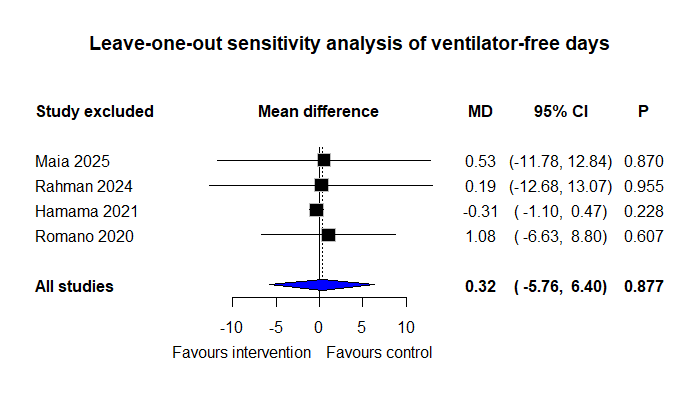 Leave-one-out sensitivity analysis of ventilator-free days
Study excluded Mean difference MD 95% CI P
Maia 2025 0.53 (-11.78, 12.84) 0.870
Rahman 2024 0.19 (-12.68, 13.07) 0.955
Hamama 2021 -0.31 ( -1.10, 0.47) 0.228
Romano 2020 1.08 ( -6.63, 8.80) 0.607
All studies 0.32 ( -5.76, 6.40) 0.877
-10 -5 0 5 10
Favours intervention Favours control